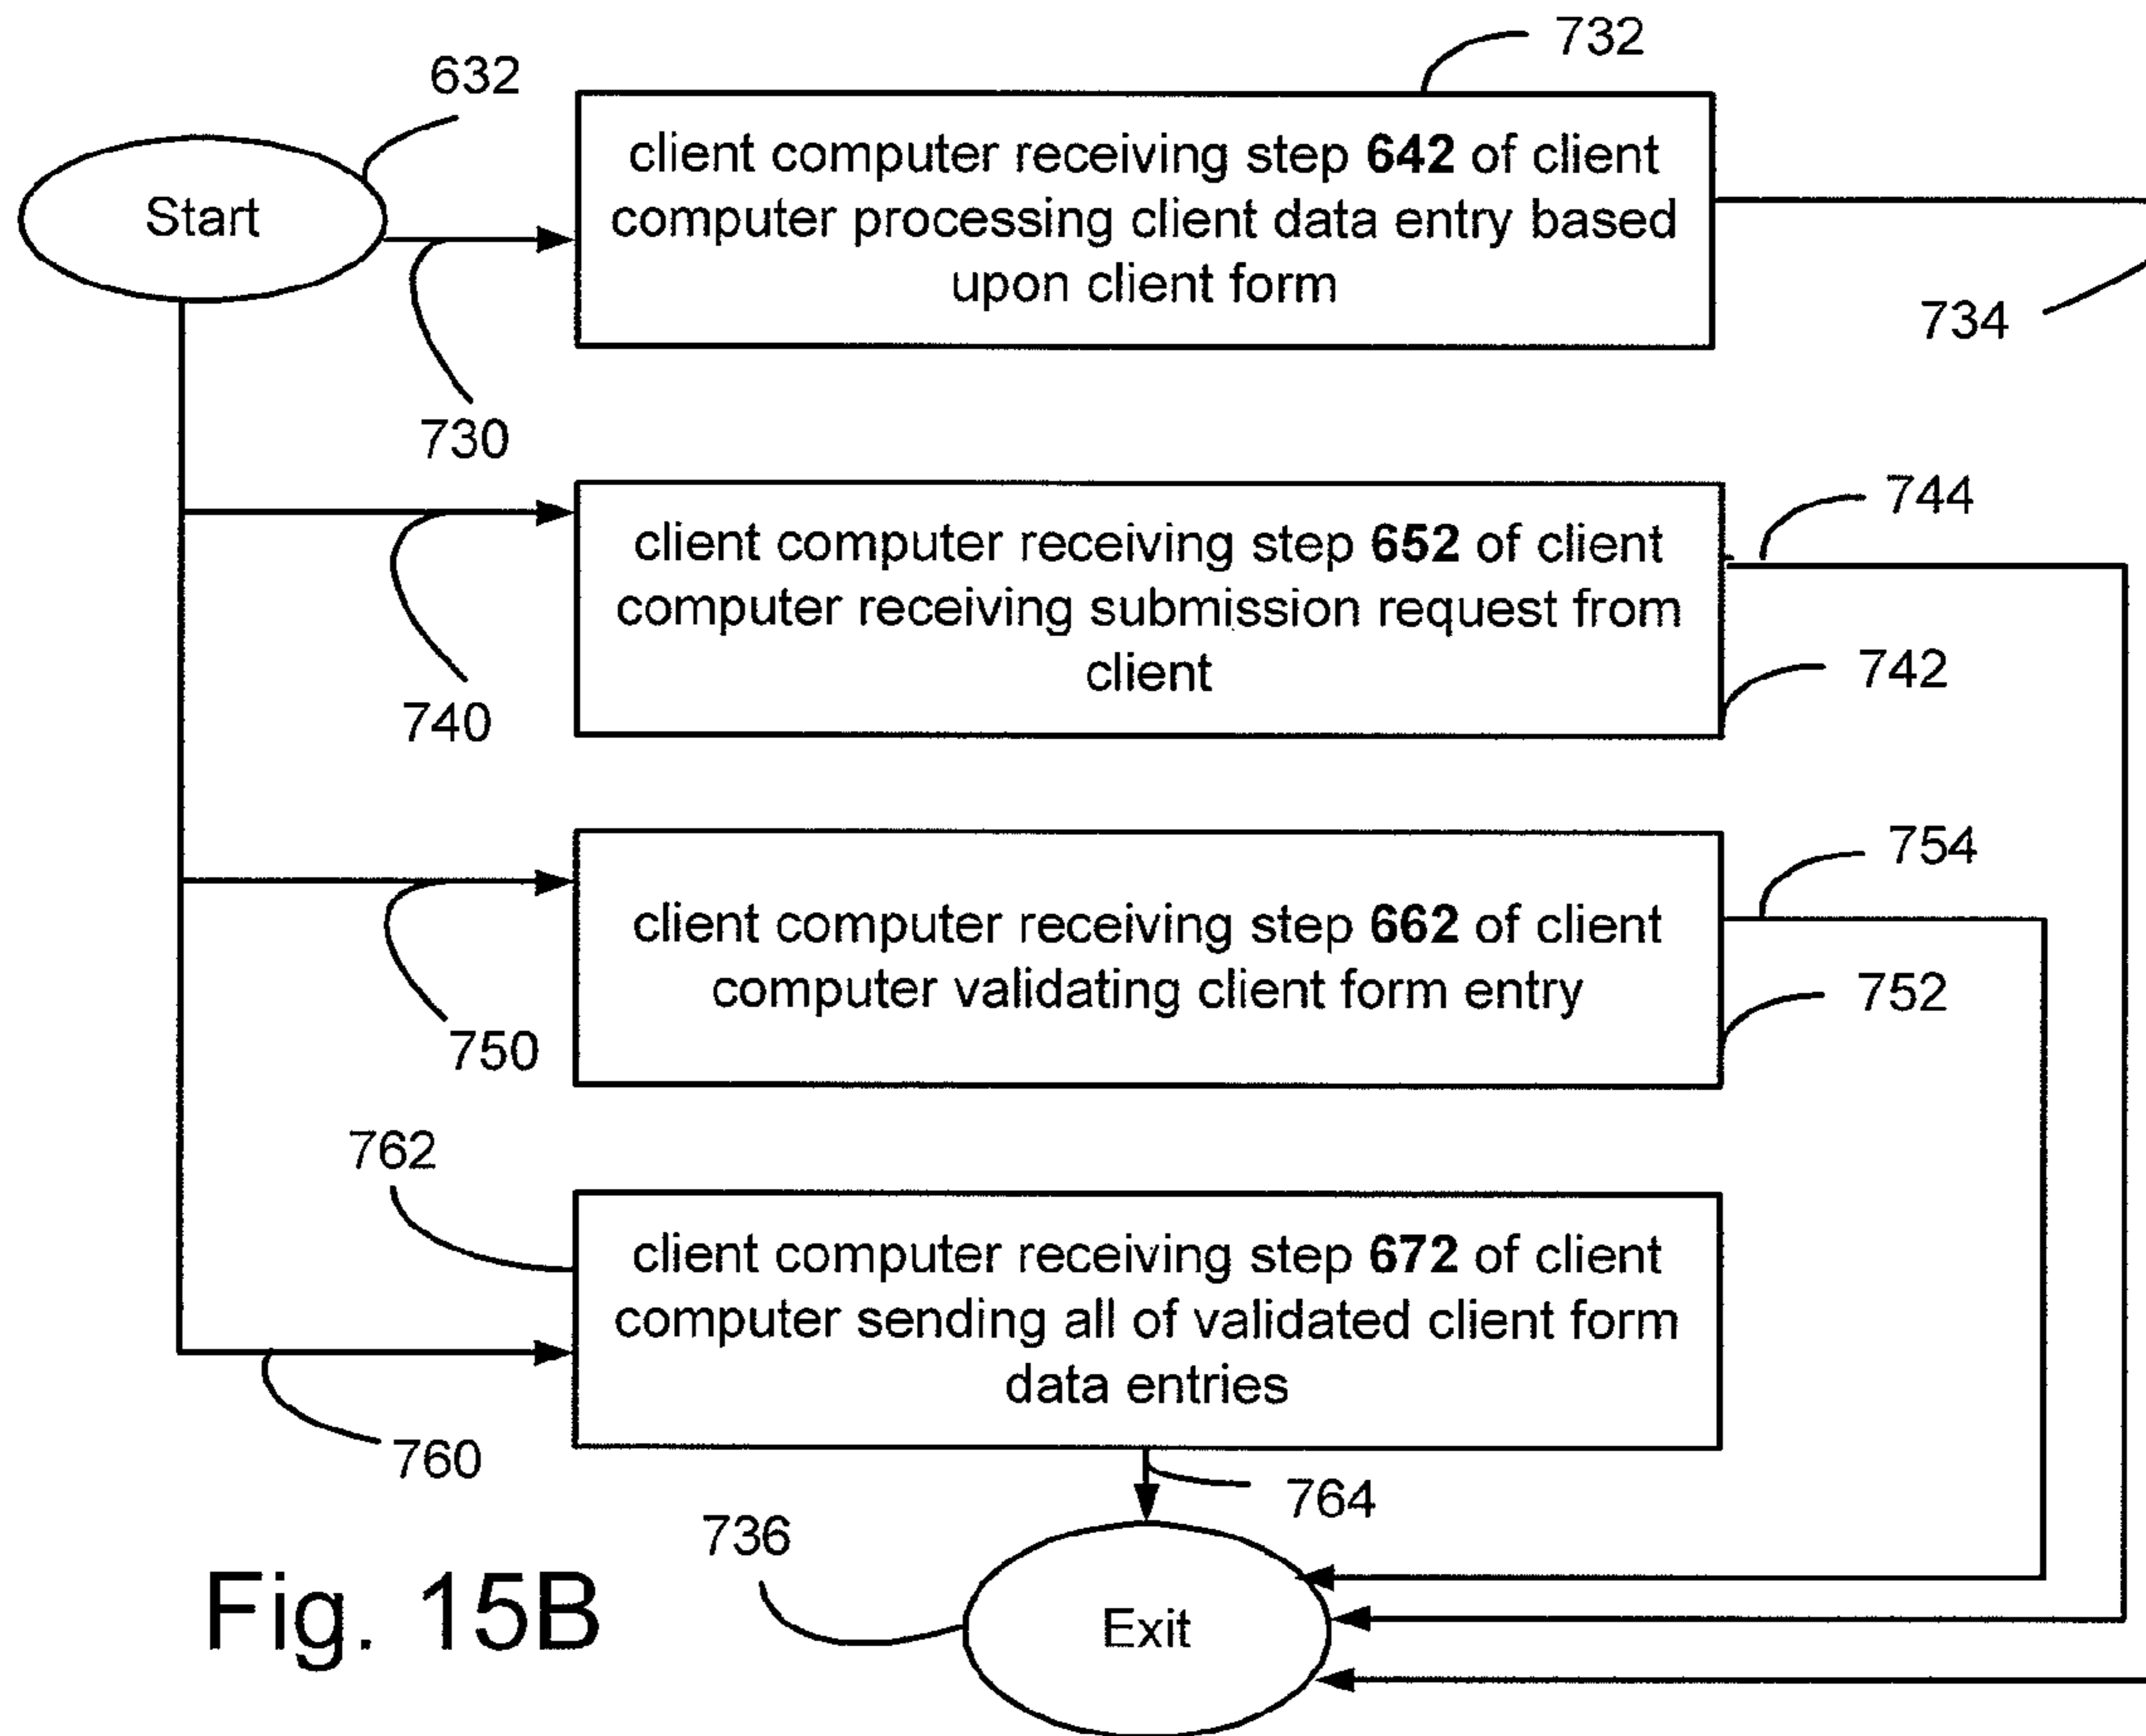 732
632
Start
client computer receiving step 642 of client
computer processing client data entry based
upon client form
734
730
744
client computer receiving step 652 of client
computer receiving submission request from
client
742
740
754
client computer receiving step 662 of client
computer validating client form entry
752
750
762
client computer receiving step 672 of client
computer sending all of validated client form
data entries
760
764
736
Exit
Fig. 15B